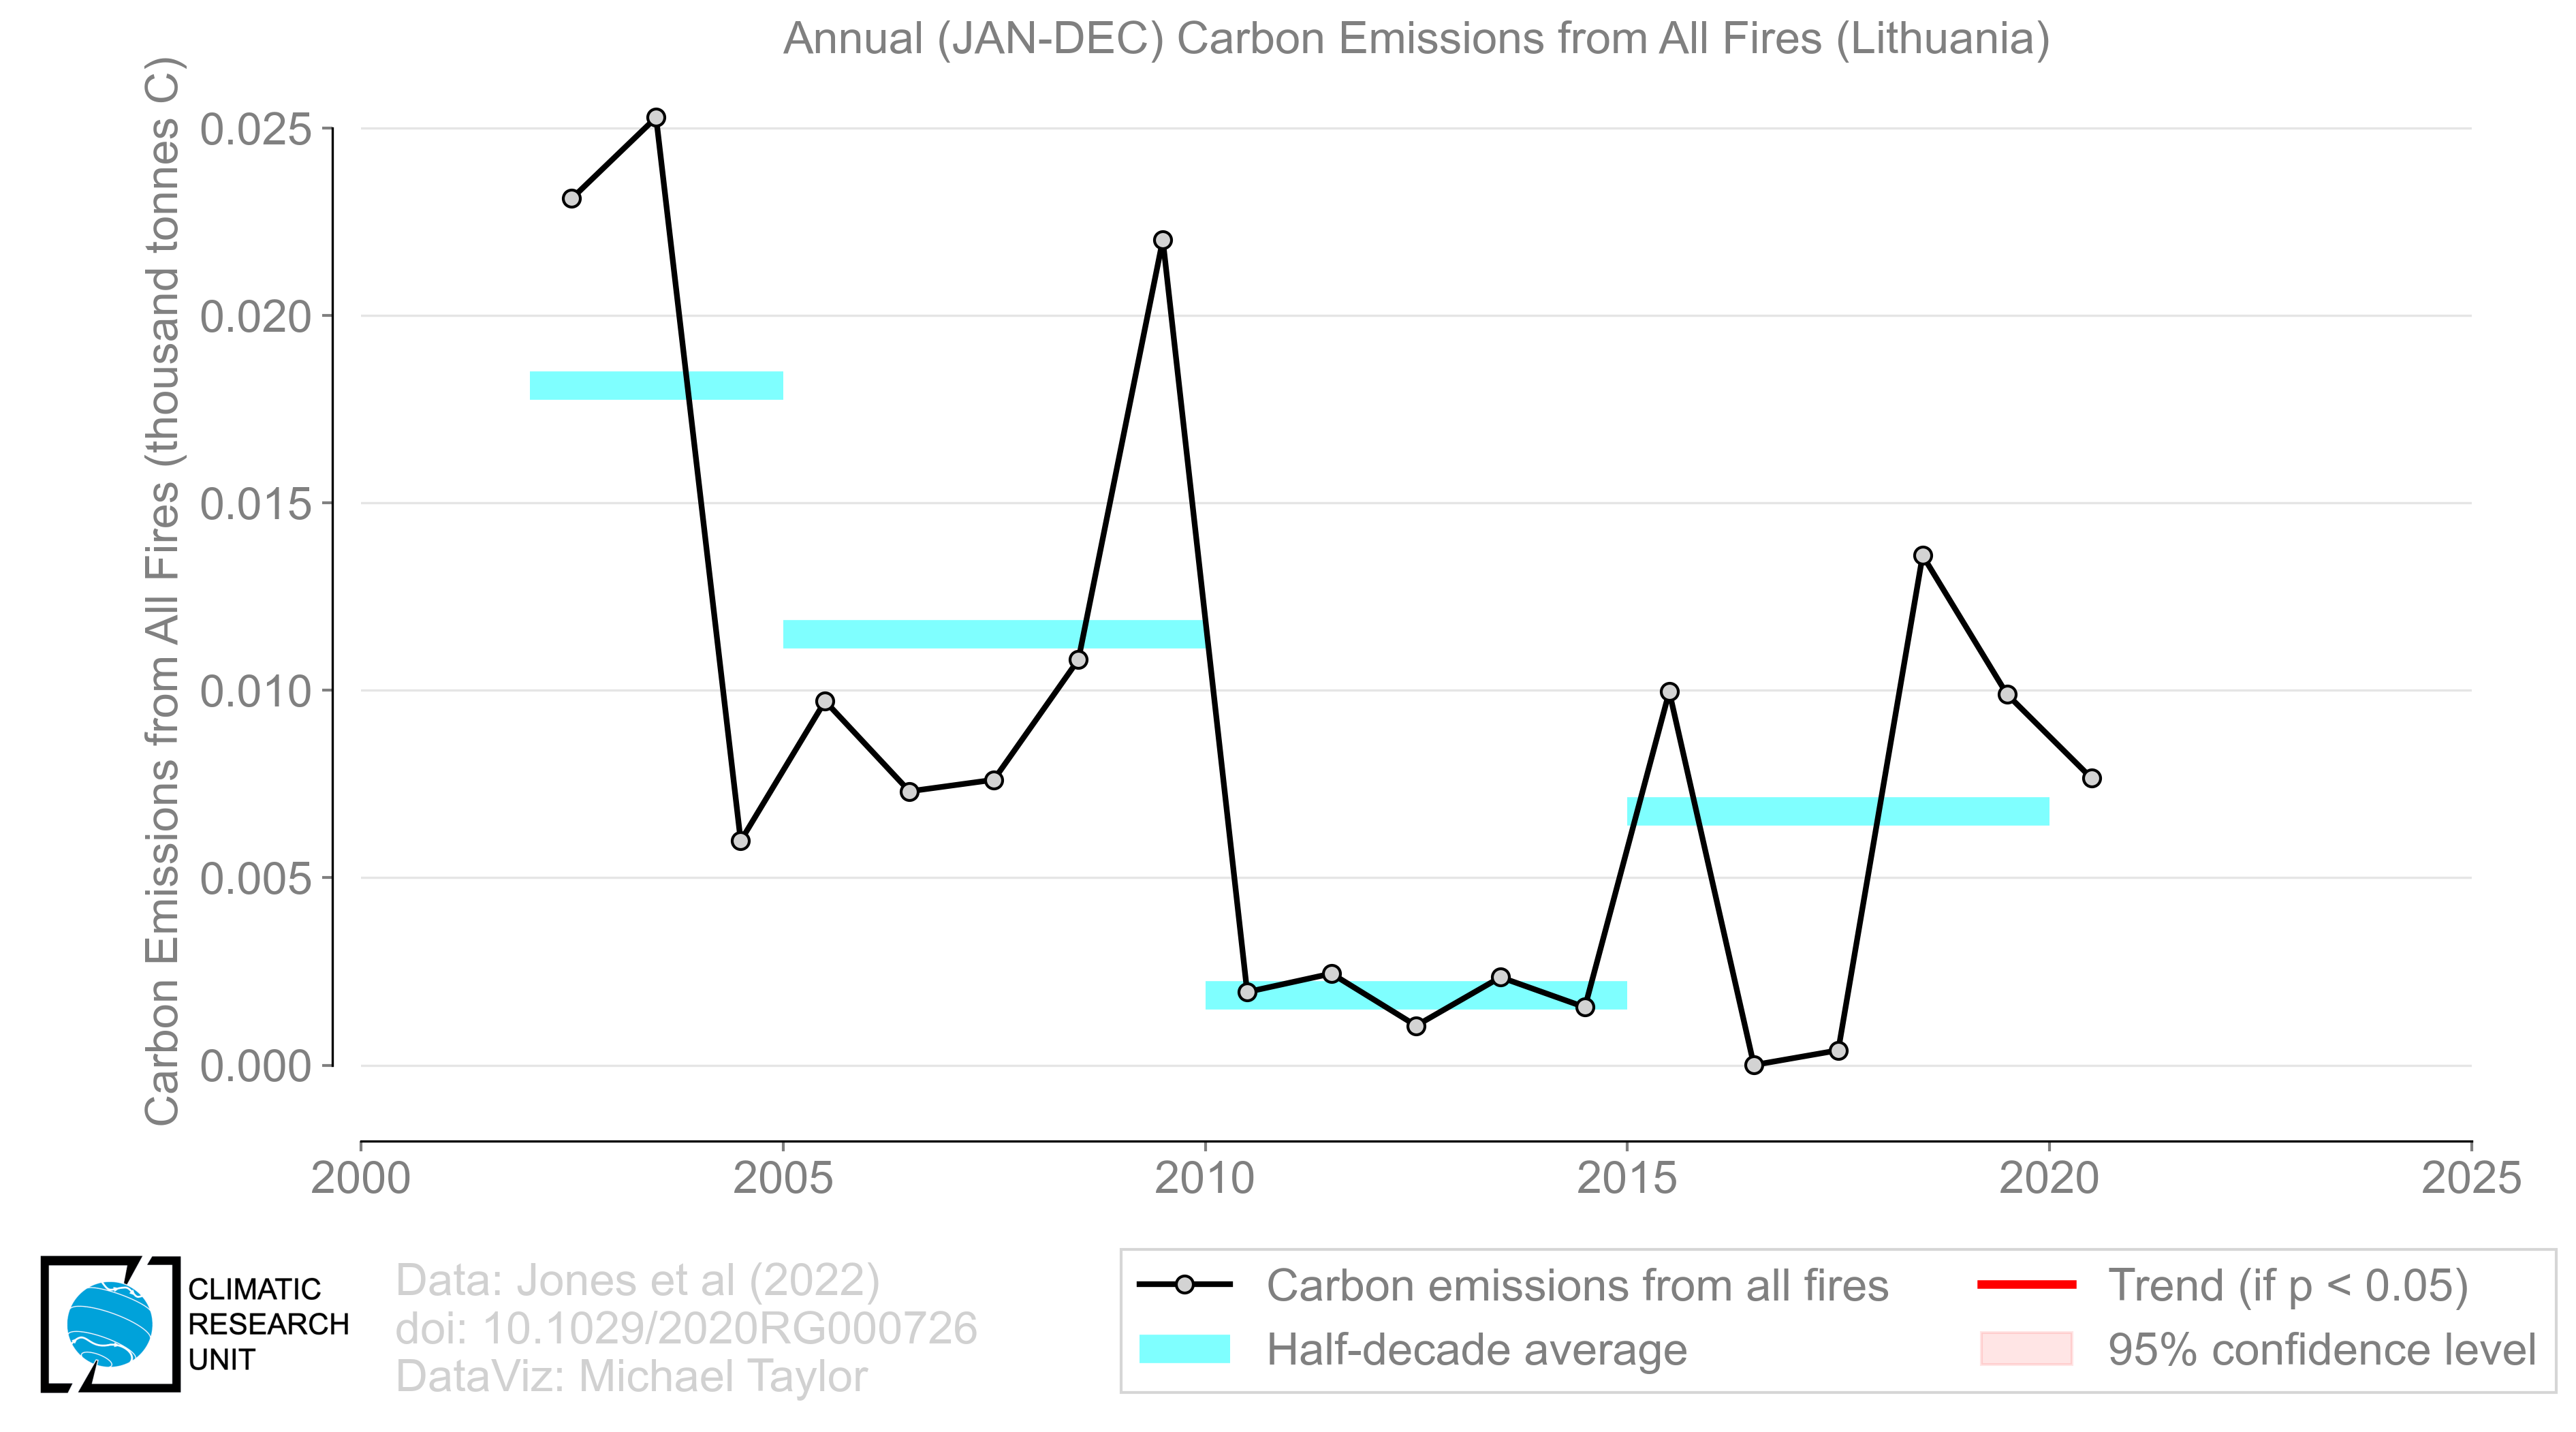 Annual (JAN-DEC) Carbon Emissions from All Fires (Lithuania)
Carbon Emissions from All Fires (thousand tonnes C)
0.025
0.020
0.015
0.010
0.005
0.000
2000
2005
2010
2015
2020
2025
CLIMATIC
RESEARCH
UNIT
Data: Jones et al (2022)
doi: 10.1029/2020RG000726
DataViz: Michael Taylor
Carbon emissions from all fires
Half-decade average
Trend (if p < 0.05)
95% confidence level